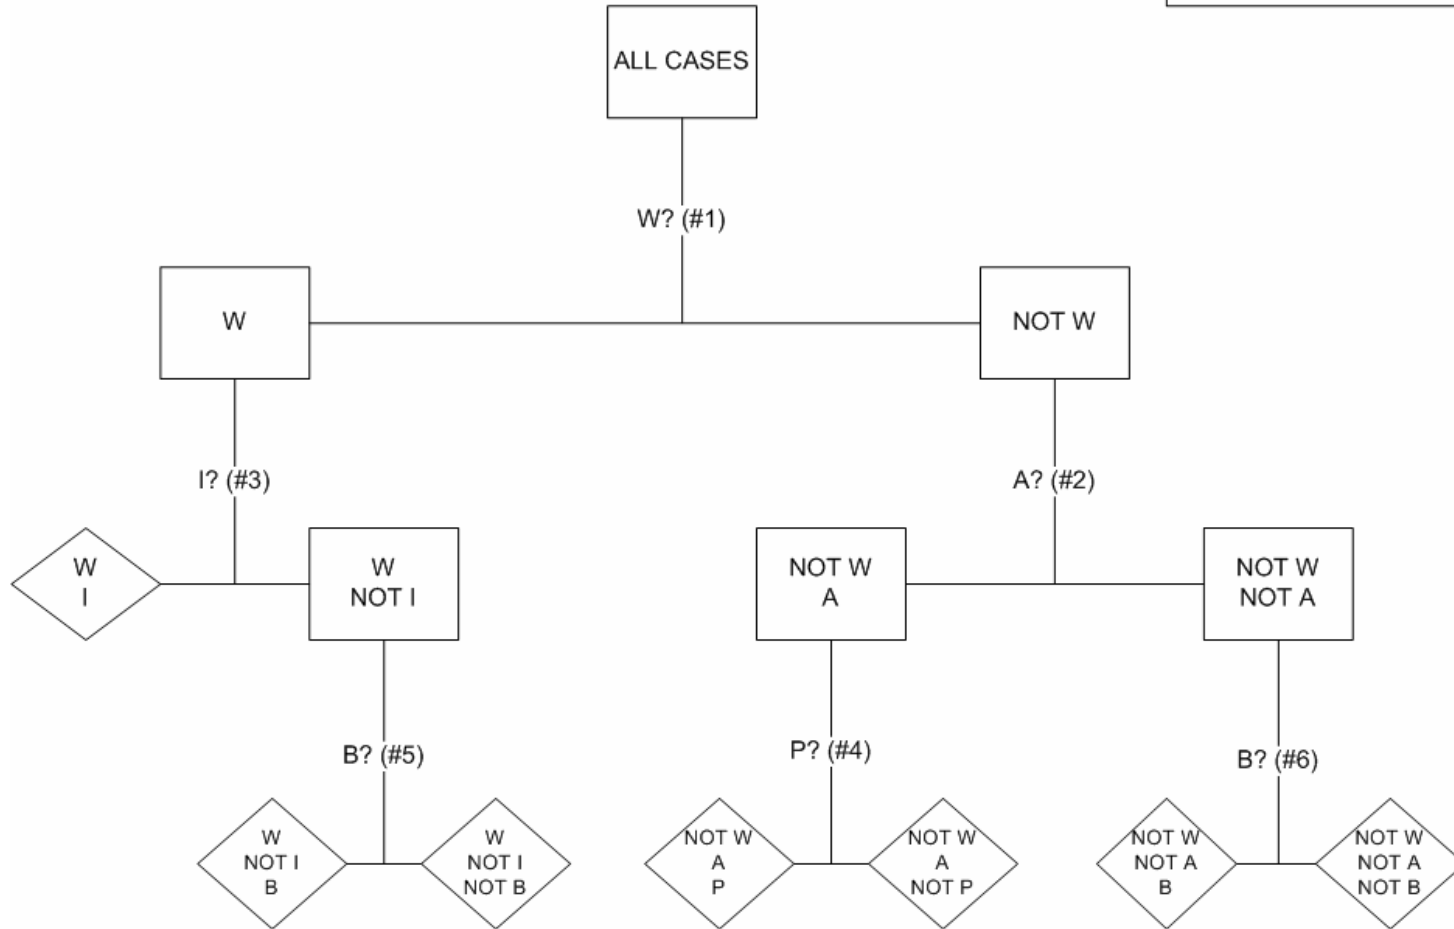 ALL CASES
W? (#1)
W
NOT W
I? (#3)
A? (#2)
W
I
W
NOT I
NOT W
A
NOT W
NOT A
B? (#5)
P? (#4)
B? (#6)
W
NOT I
B
W
NOT I
NOT B
NOT W
A
P
NOT W
A
NOT P
NOT W
NOT A
B
NOT W
NOT A
NOT B